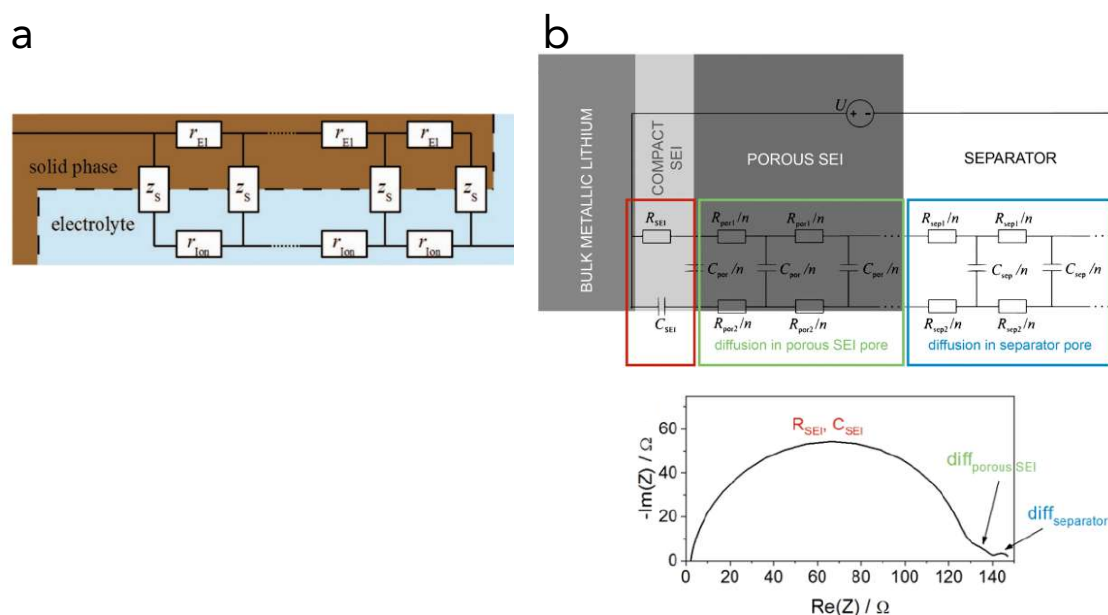 a
r_El r_El r_El
solid phase
z_S z_S z_S z_S
electrolyte
r_Ion r_Ion r_Ion
b
BULK METALLIC LITHIUM
COMPACT
SEI
U
+ -
POROUS SEI
SEPARATOR
R_SEI R_por1/n R_por1/n R_sep1/n R_sep1/n
C_por/n C_por/n C_por/n C_sep/n C_sep/n
C_SEI R_por2/n R_por2/n R_sep2/n R_sep2/n
diffusion in porous SEI pore
diffusion in separator pore
R_SEI, C_SEI
diff_porous SEI
diff_separator
-Im(Z) / Ω
60
40
20
0
0 20 40 60 80 100 120 140
Re(Z) / Ω